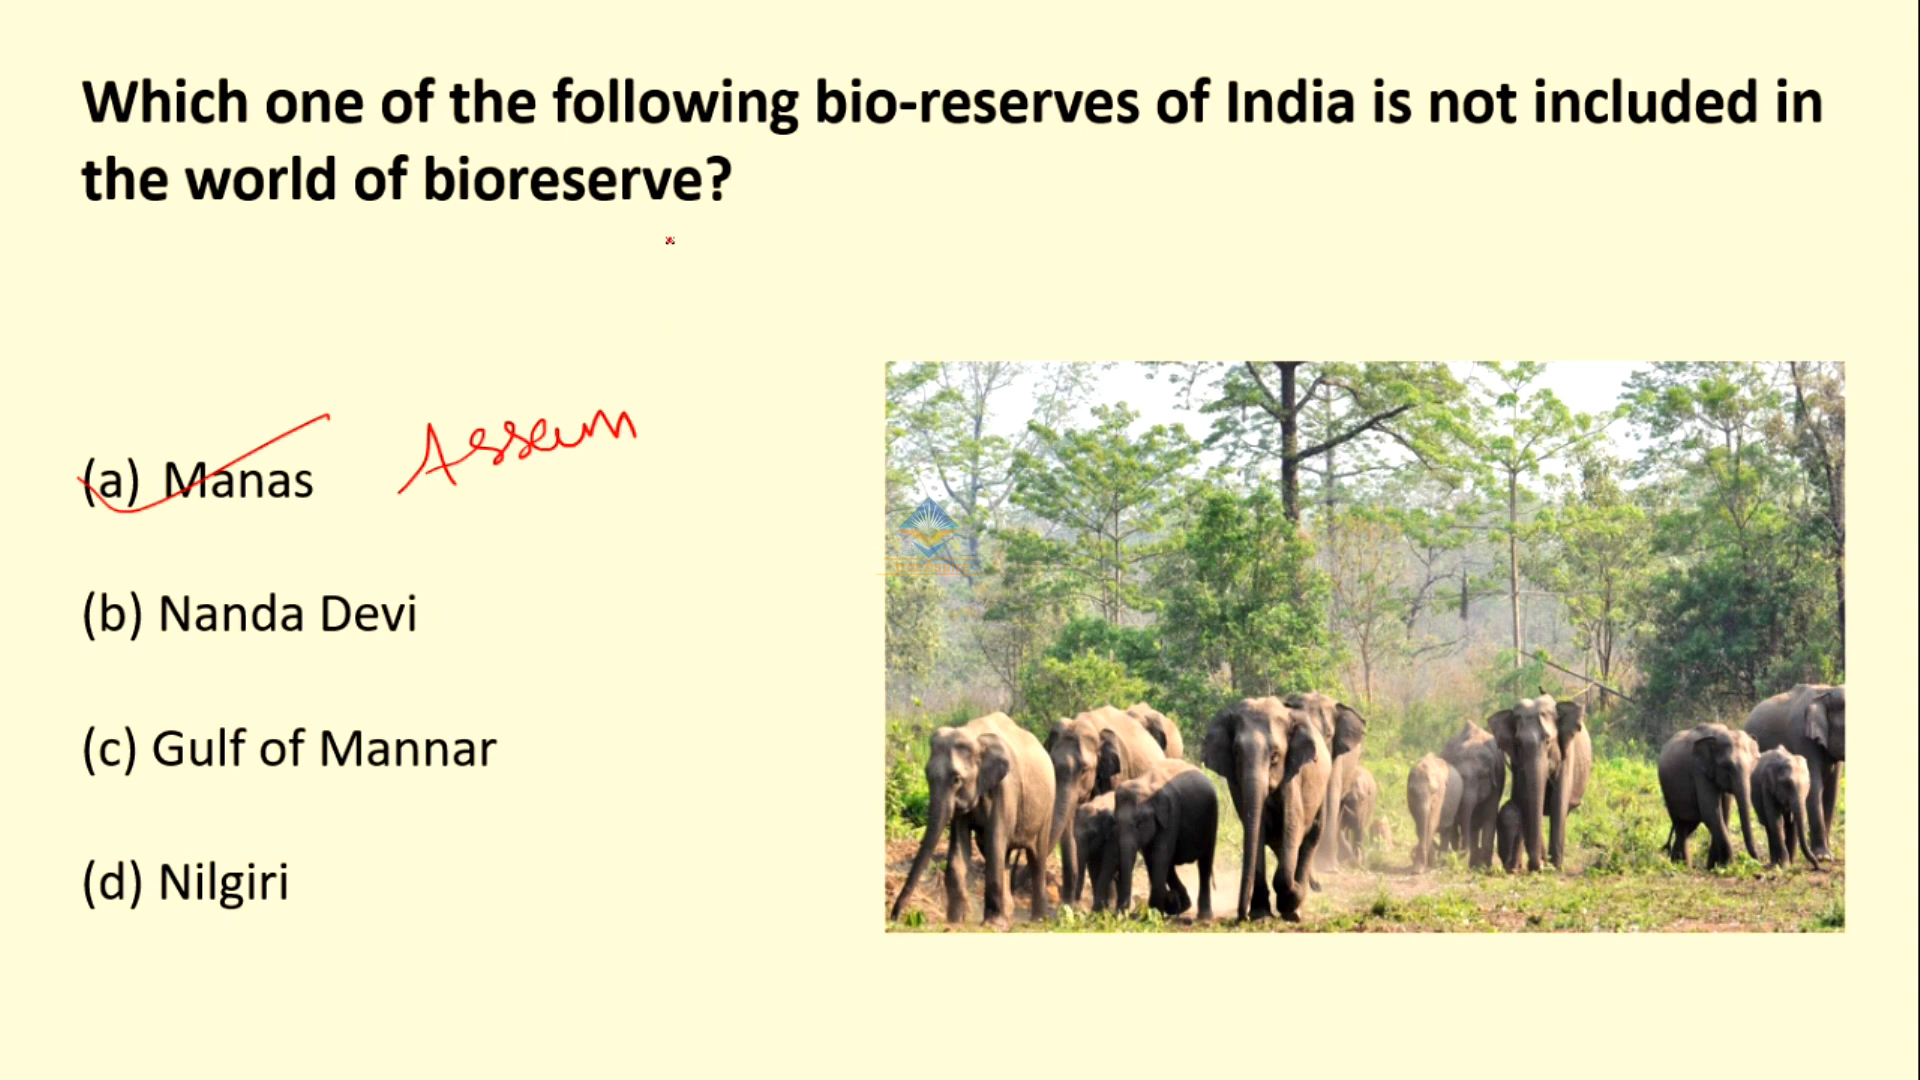 Which one of the following bio-reserves of India is not included in
the world of bioreserve?
(a) Manas
Assam
(b) Nanda Devi
(c) Gulf of Mannar
(d) Nilgiri